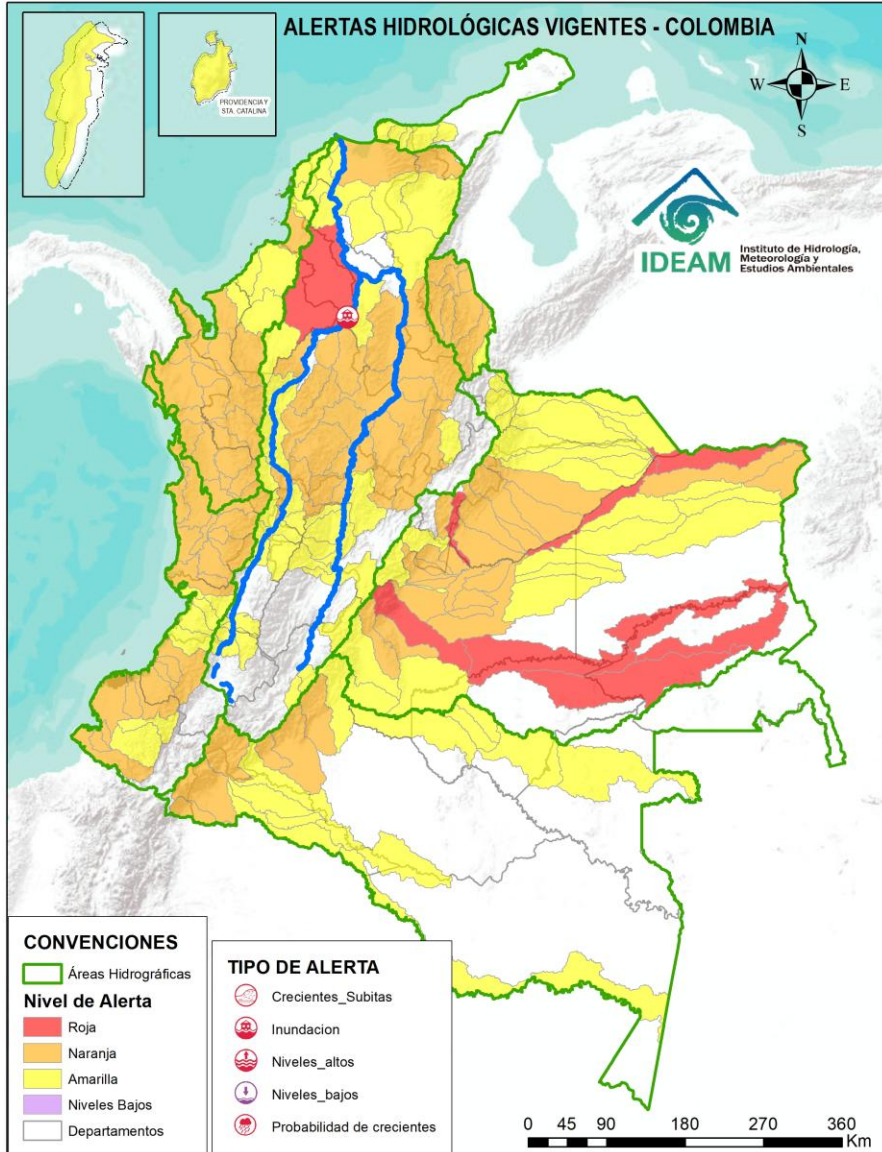 ALERTAS HIDROLÓGICAS VIGENTES - COLOMBIA
N
W
E
S
PROVIDENCIA Y
STA. CATALINA
IDEAM
Instituto de Hidrología,
Meteorología y
Estudios Ambientales
CONVENCIONES
Áreas Hidrográficas
Nivel de Alerta
Roja
Naranja
Amarilla
Niveles Bajos
Departamentos
TIPO DE ALERTA
Crecientes_Subitas
Inundacion
Niveles_altos
Niveles_bajos
Probabilidad de crecientes
0 45 90 180 270 360
Km